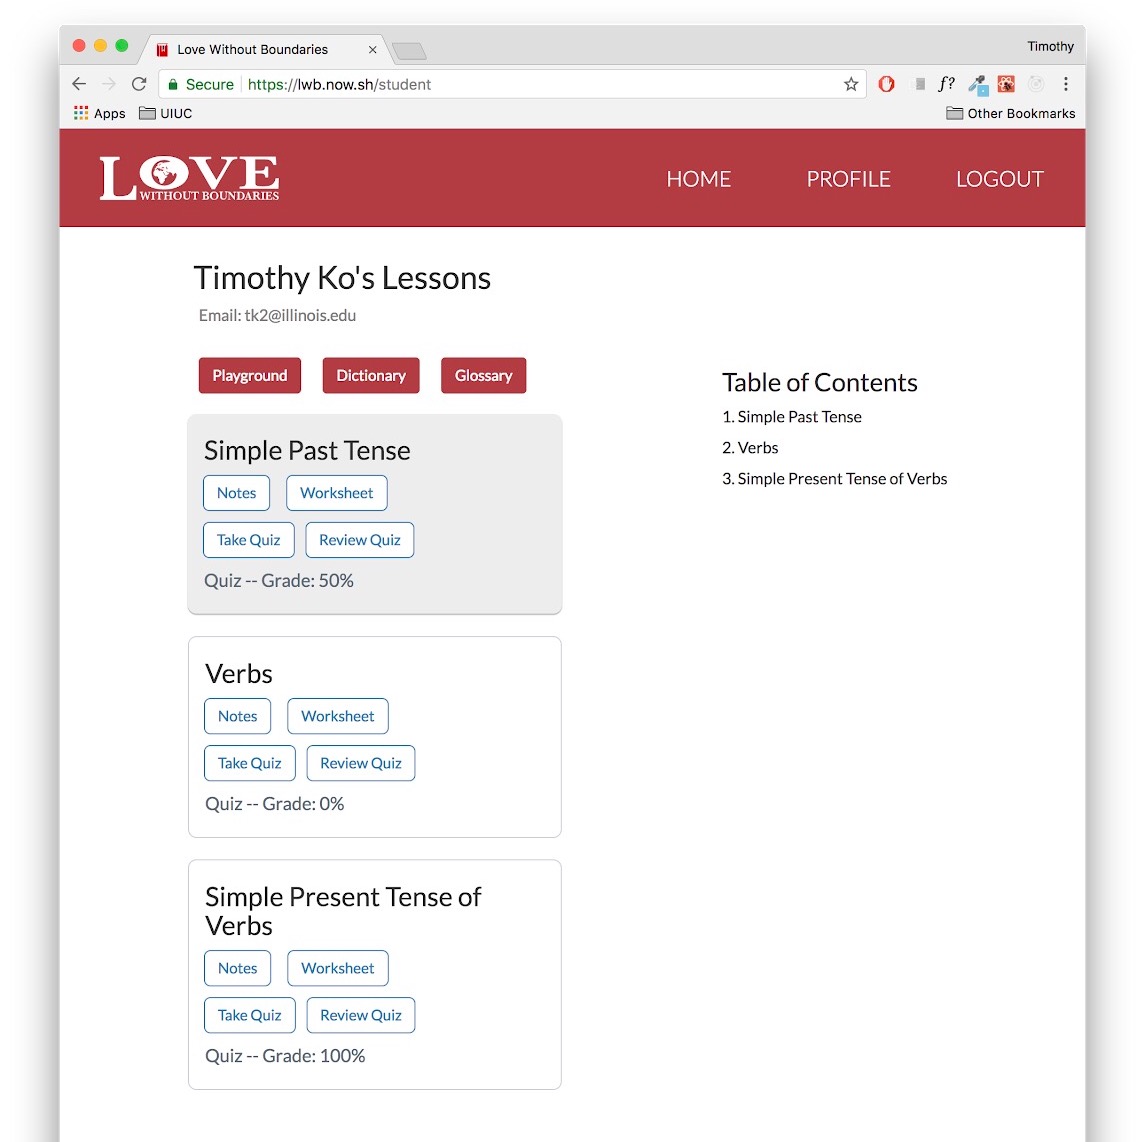 Love Without Boundaries
Timothy
Secure https://lwb.now.sh/student
f?
Apps UIUC Other Bookmarks
LOVE
WITHOUT BOUNDARIES
HOME PROFILE LOGOUT
Timothy Ko's Lessons
Email: tk2@illinois.edu
Playground Dictionary Glossary
Table of Contents
1. Simple Past Tense
2. Verbs
3. Simple Present Tense of Verbs
Simple Past Tense
Notes Worksheet
Take Quiz Review Quiz
Quiz -- Grade: 50%
Verbs
Notes Worksheet
Take Quiz Review Quiz
Quiz -- Grade: 0%
Simple Present Tense of
Verbs
Notes Worksheet
Take Quiz Review Quiz
Quiz -- Grade: 100%